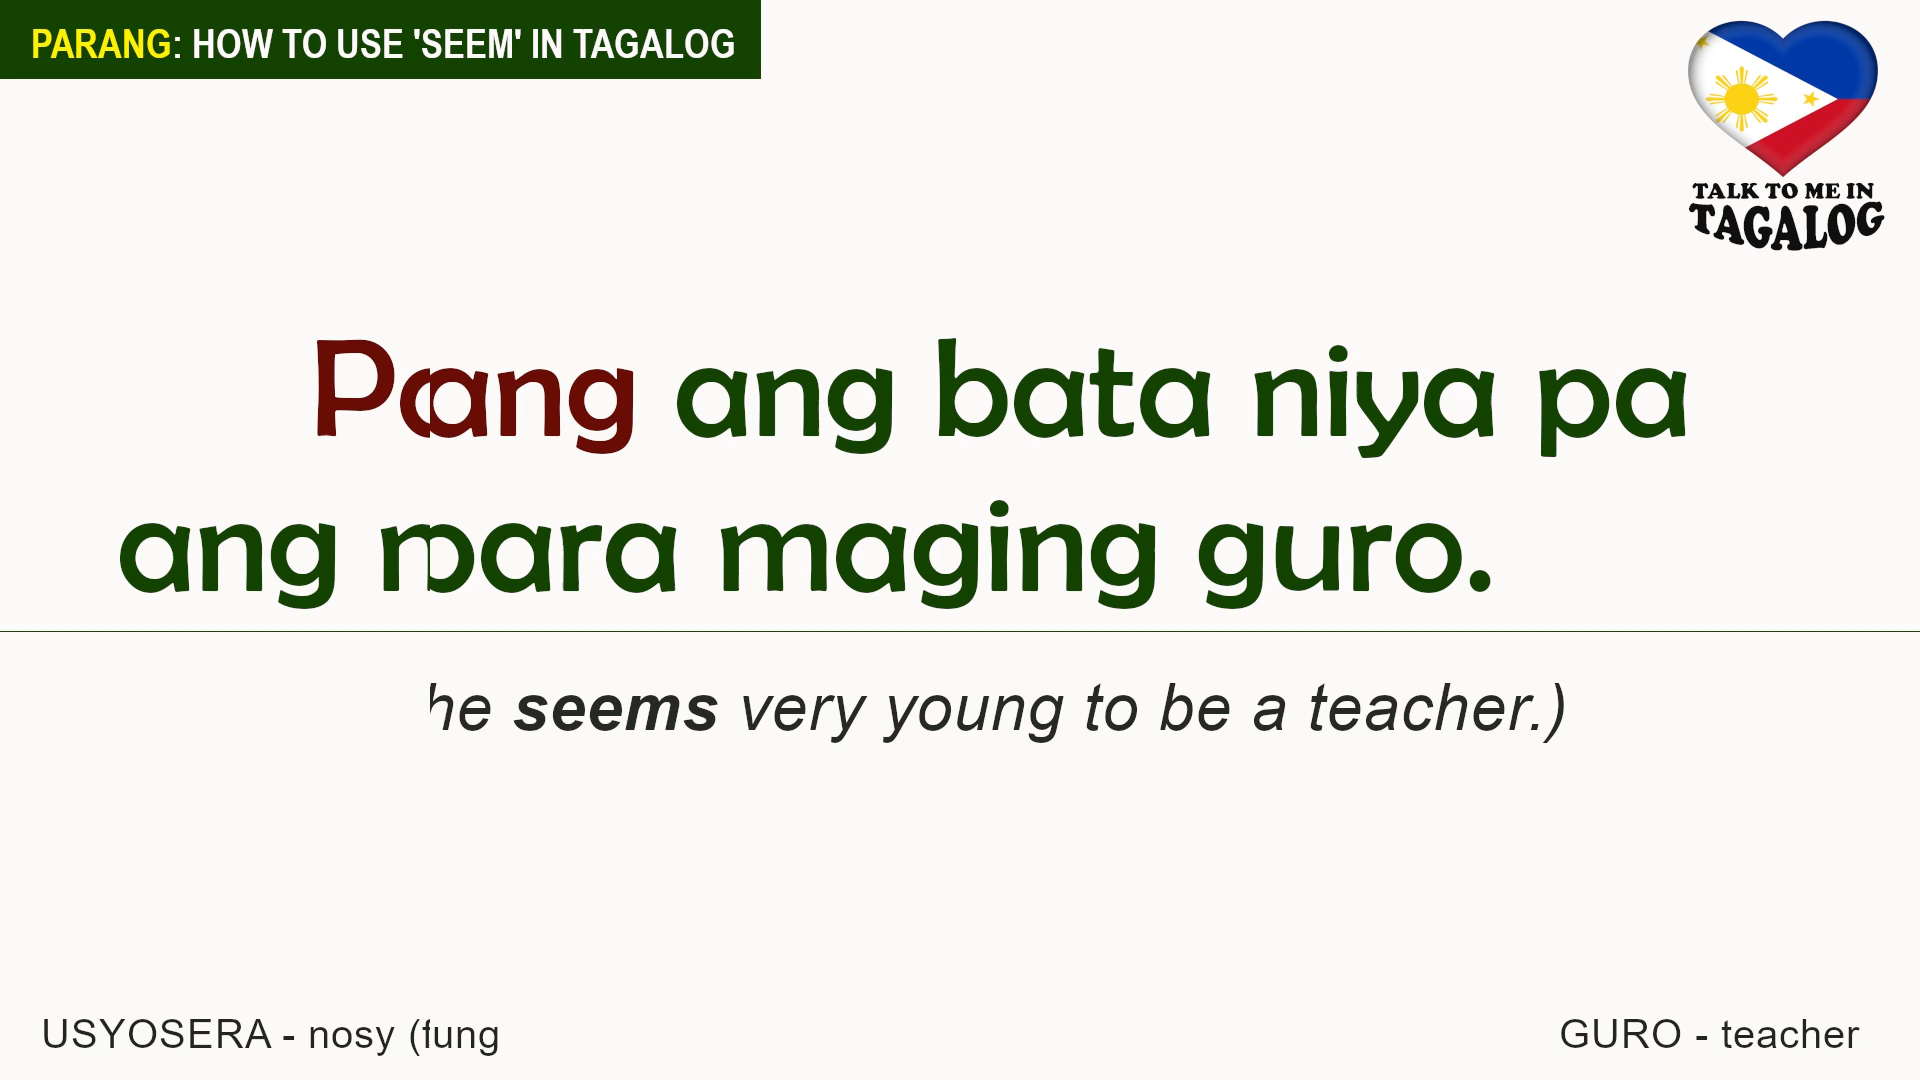 PARANG: HOW TO USE 'SEEM' IN TAGALOG
TALK TO ME IN
TAGALOG
ang bata niya pa
ang para maging guro.
he seems very young to be a teacher.)
USYOSERA - nosy
GURO - teacher